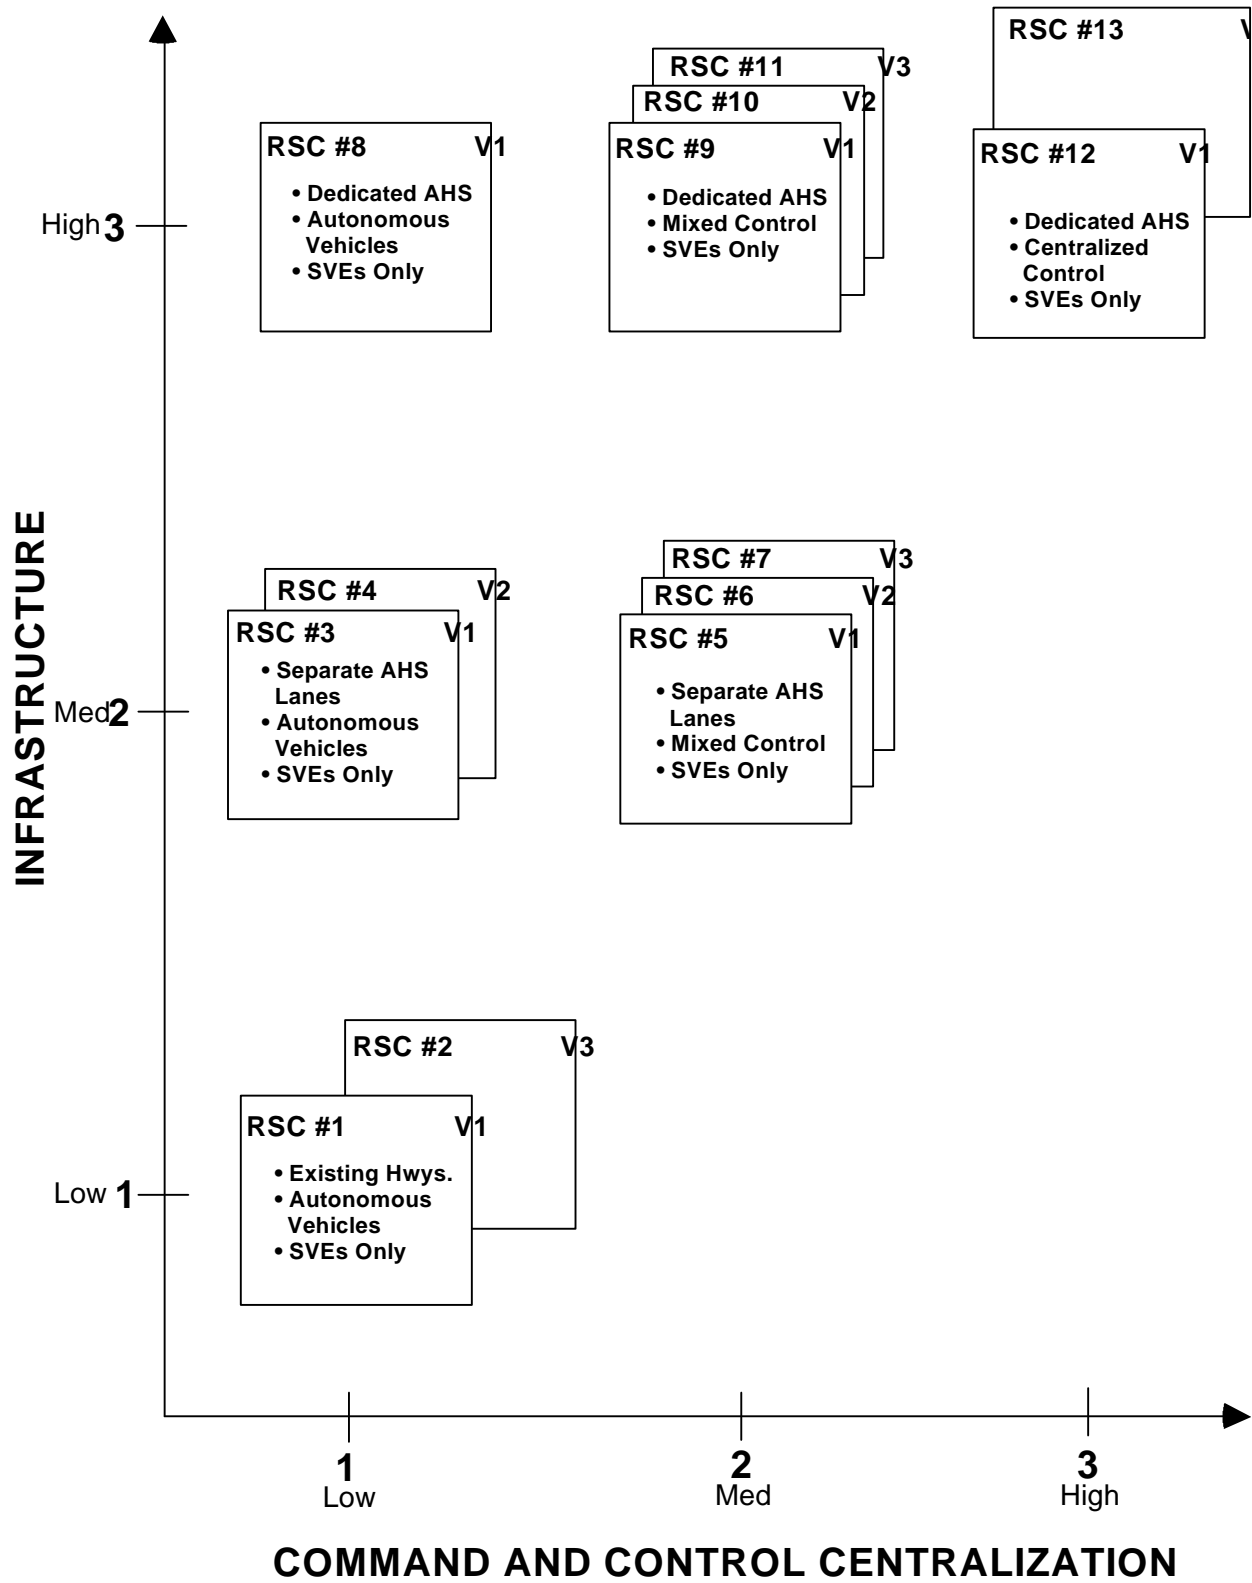 RSC #13 V
RSC #11 V3
RSC #10 V2
RSC #8 V1
RSC #9 V1
RSC #12 V1
• Dedicated AHS
• Autonomous
Vehicles
• SVEs Only
• Dedicated AHS
• Mixed Control
• SVEs Only
• Dedicated AHS
• Centralized
Control
• SVEs Only
High 3
INFRASTRUCTURE
RSC #7 V3
RSC #4 V2
RSC #6 V2
RSC #3 V1
RSC #5 V1
• Separate AHS
Lanes
• Autonomous
Vehicles
• SVEs Only
• Separate AHS
Lanes
• Mixed Control
• SVEs Only
Med 2
RSC #2 V3
RSC #1 V1
• Existing Hwys.
• Autonomous
Vehicles
• SVEs Only
Low 1
1 2 3
Low Med High
COMMAND AND CONTROL CENTRALIZATION